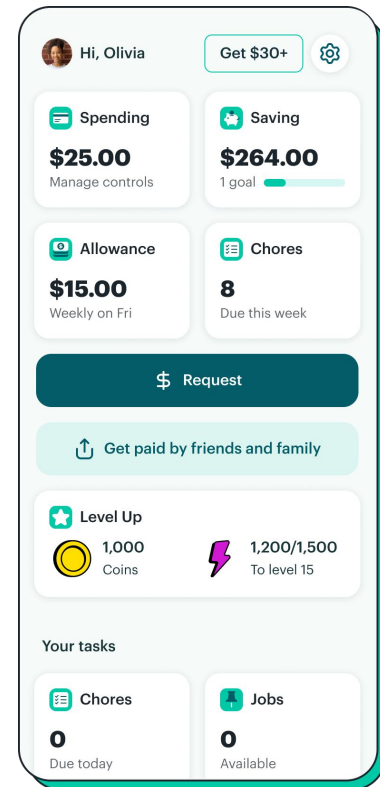 Hi, Olivia
Get $30+
Spending
$25.00
Manage controls
Saving
$264.00
1 goal
Allowance
$15.00
Weekly on Fri
Chores
8
Due this week
Request
Get paid by friends and family
Level Up
1,000
Coins
1,200/1,500
To level 15
Your tasks
Chores
0
Due today
Jobs
0
Available